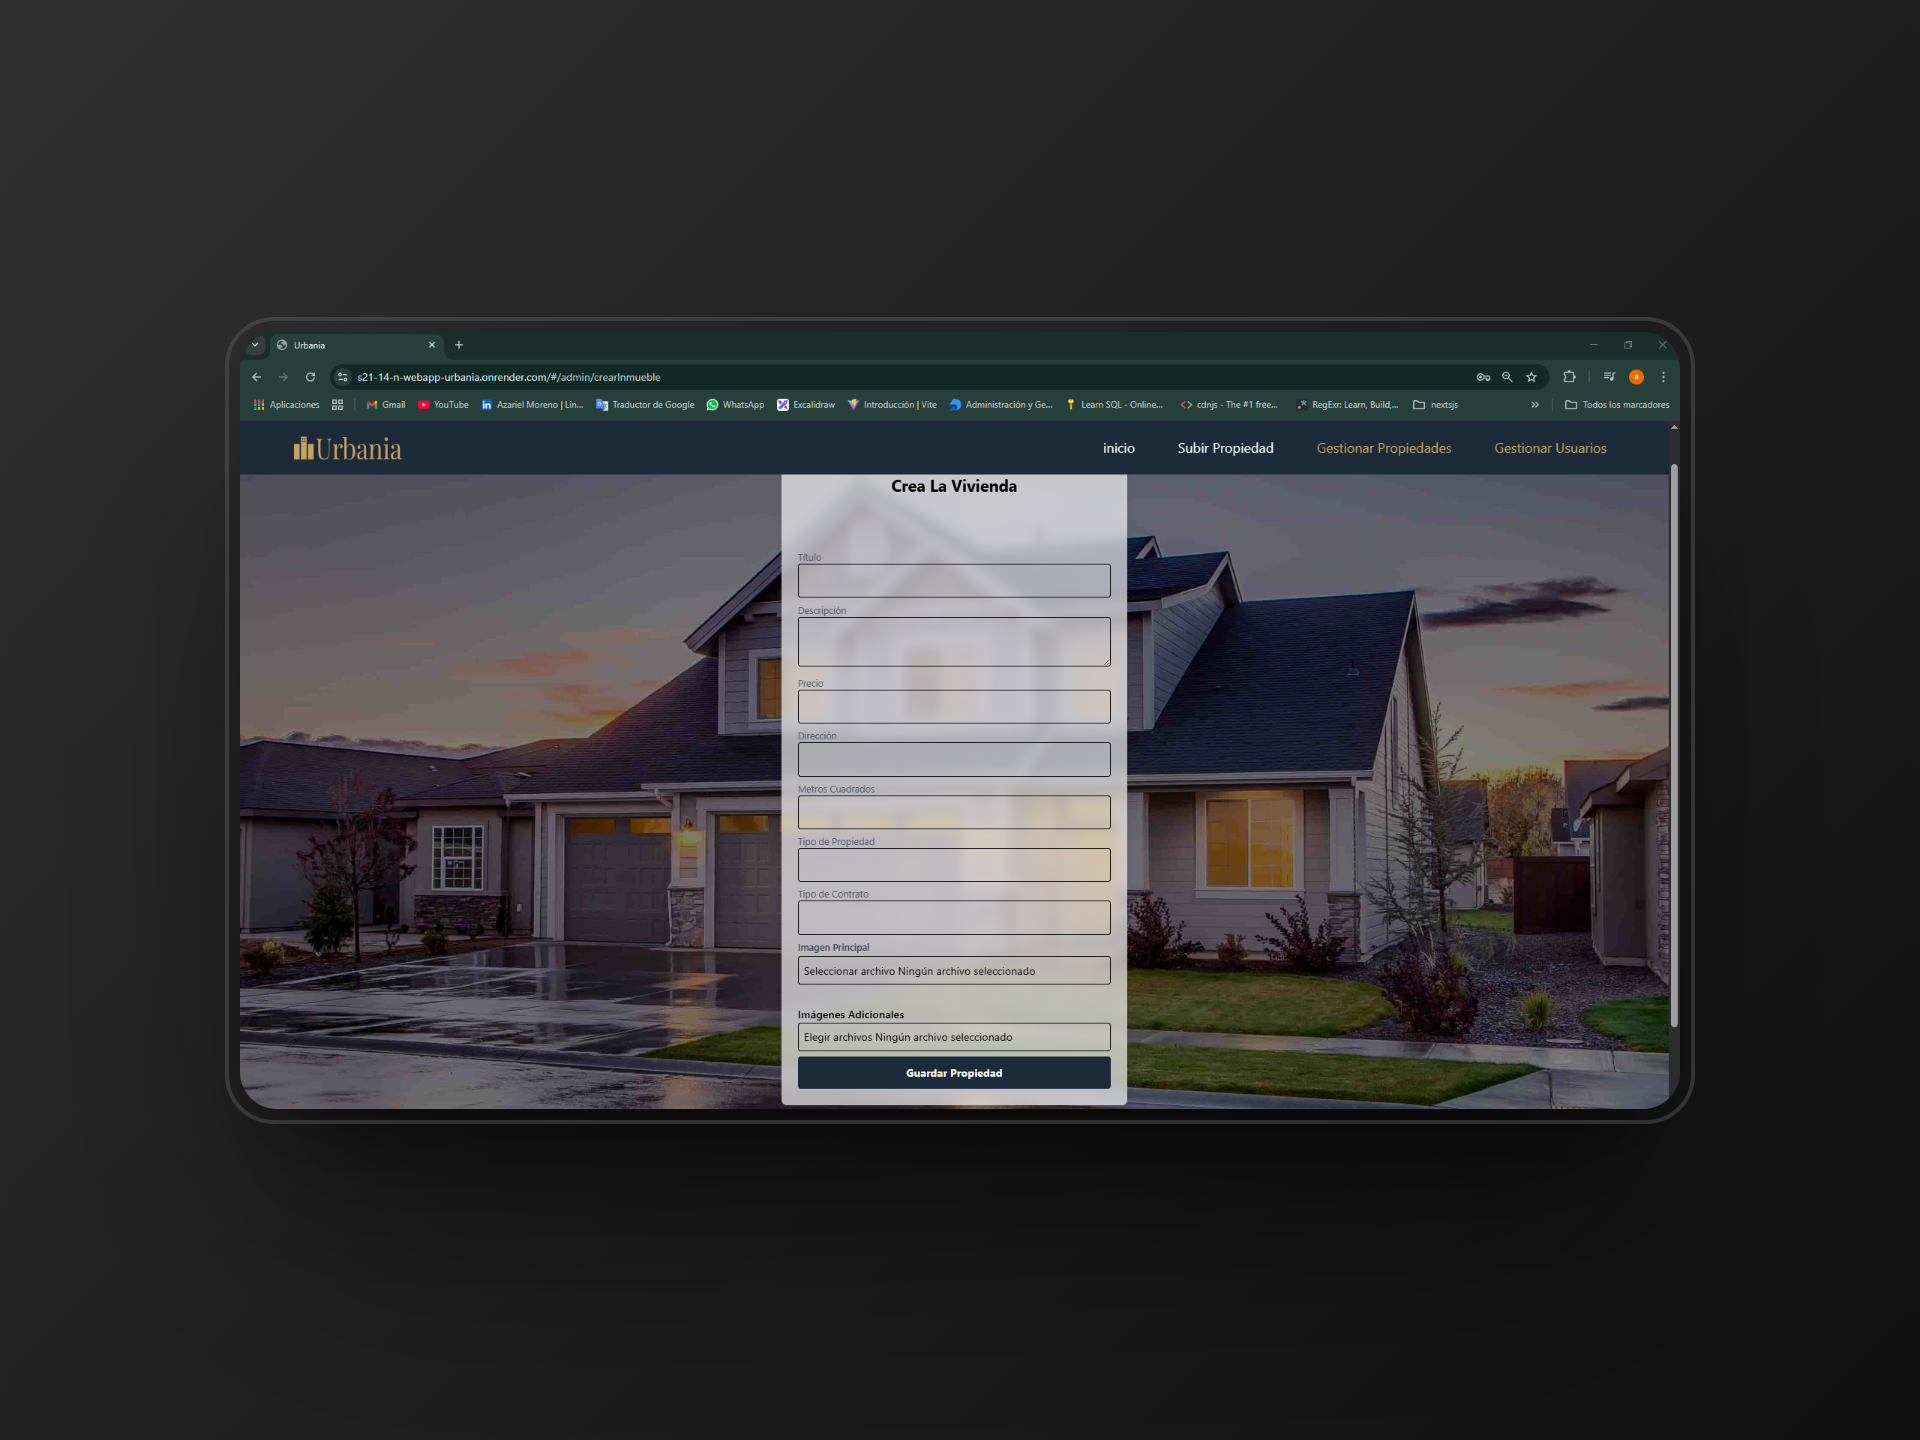 Urbania
s21-14-n-webapp-urbania.onrender.com/#/admin/crearInmueble
Aplicaciones Gmail YouTube Azariel Moreno | Lin... Traductor de Google WhatsApp Excalidraw Introducción | Vite Administración y Ge... Learn SQL - Online... cdnjs - The #1 free... RegExr: Learn, Build,... nextsjs » Todos los marcadores
Urbania inicio Subir Propiedad Gestionar Propiedades Gestionar Usuarios
Crea La Vivienda
Título
Descripción
Precio
Dirección
Metros Cuadrados
Tipo de Propiedad
Tipo de Contrato
Imagen Principal
Seleccionar archivo Ningún archivo seleccionado
Imágenes Adicionales
Elegir archivos Ningún archivo seleccionado
Guardar Propiedad